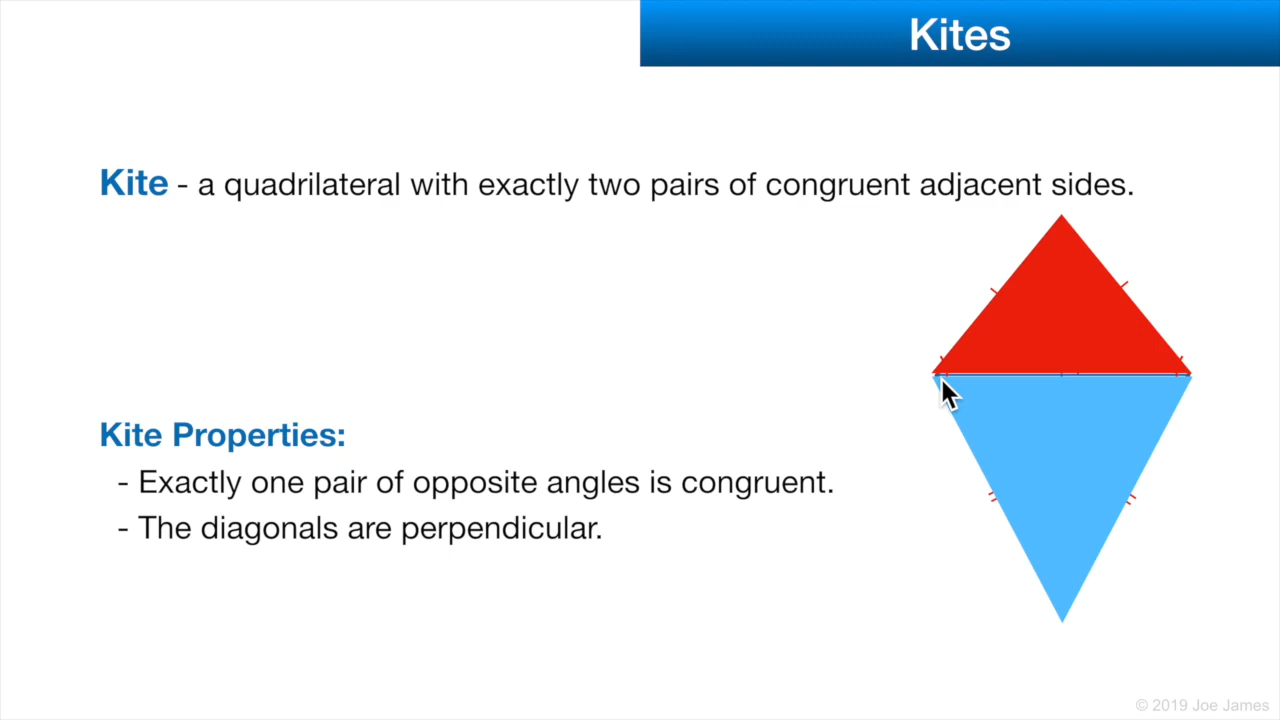 Kites
Kite - a quadrilateral with exactly two pairs of congruent adjacent sides.
Kite Properties:
- Exactly one pair of opposite angles is congruent.
- The diagonals are perpendicular.
© 2019 Joe James